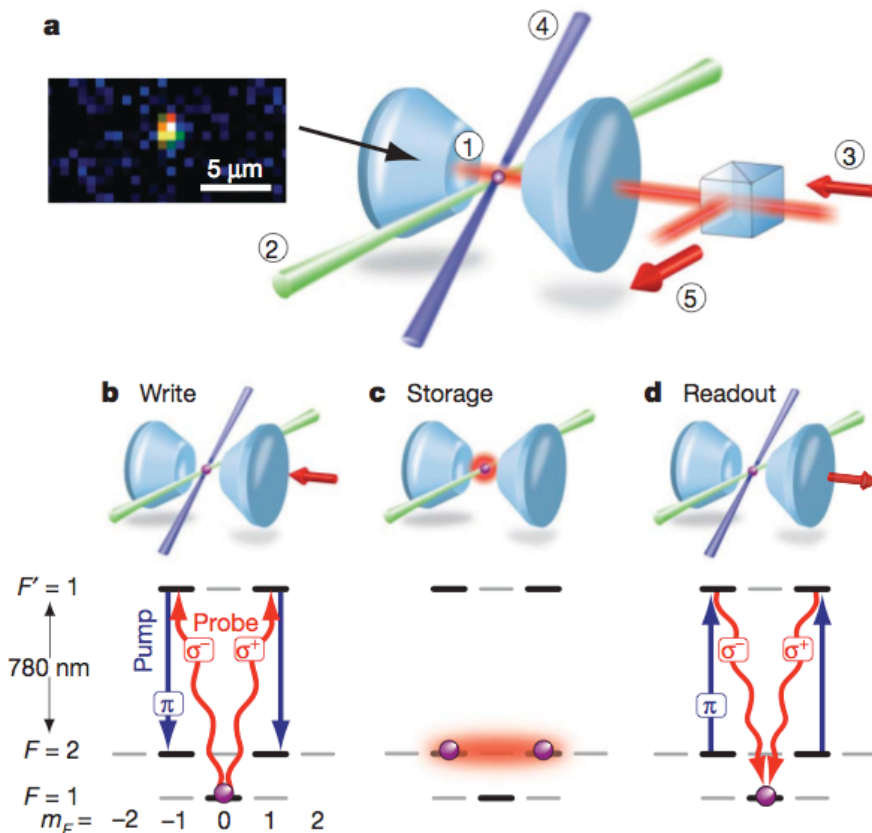 a
④
5 μm
①
③
②
⑤
b Write
c Storage
d Readout
F′ = 1
Probe
Pump
σ⁻
σ⁺
780 nm
π
F = 2
F = 1
m_F = −2 −1 0 1 2
σ⁻
σ⁺
π